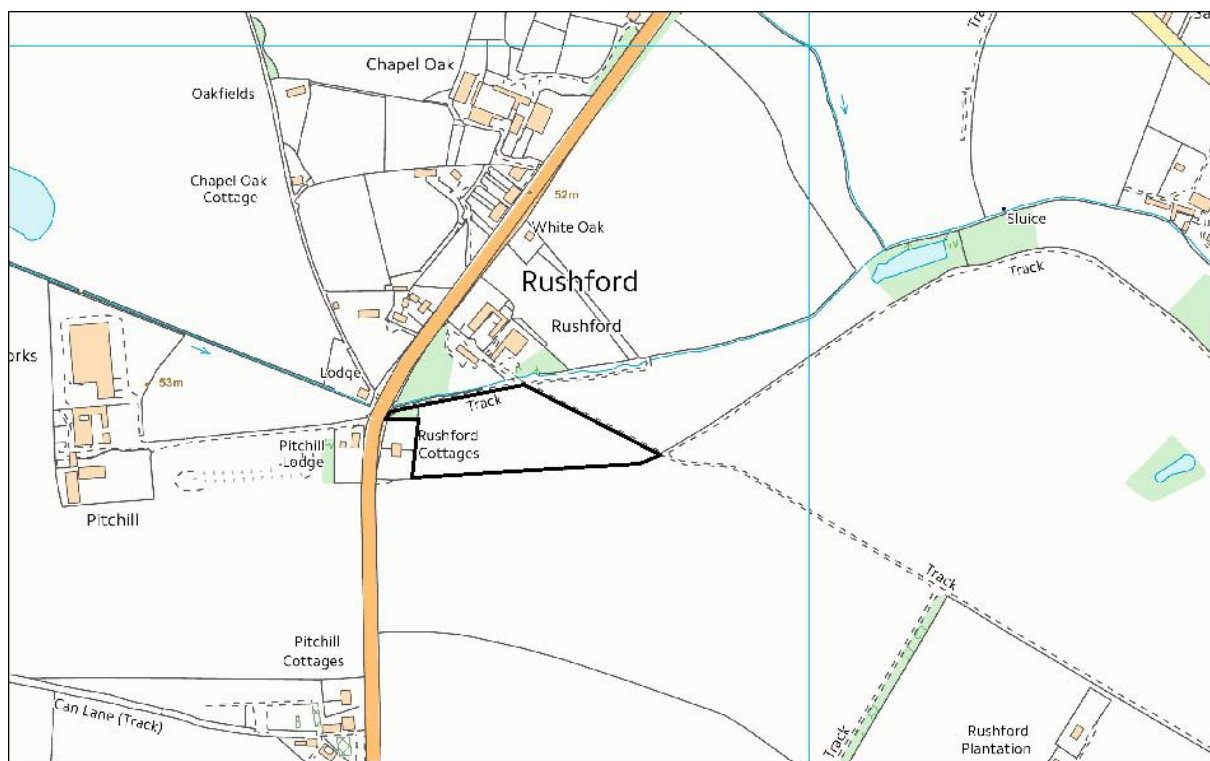 Chapel Oak
Oakfields
Chapel Oak
Cottage
52m
White Oak
Sluice
Rushford
Track
Rushford
orks
53m
Lodge
Track
Rushford
Cottages
Pitchill
Lodge
Pitchill
Track
Pitchill
Cottages
Can Lane (Track)
Track
Rushford
Plantation